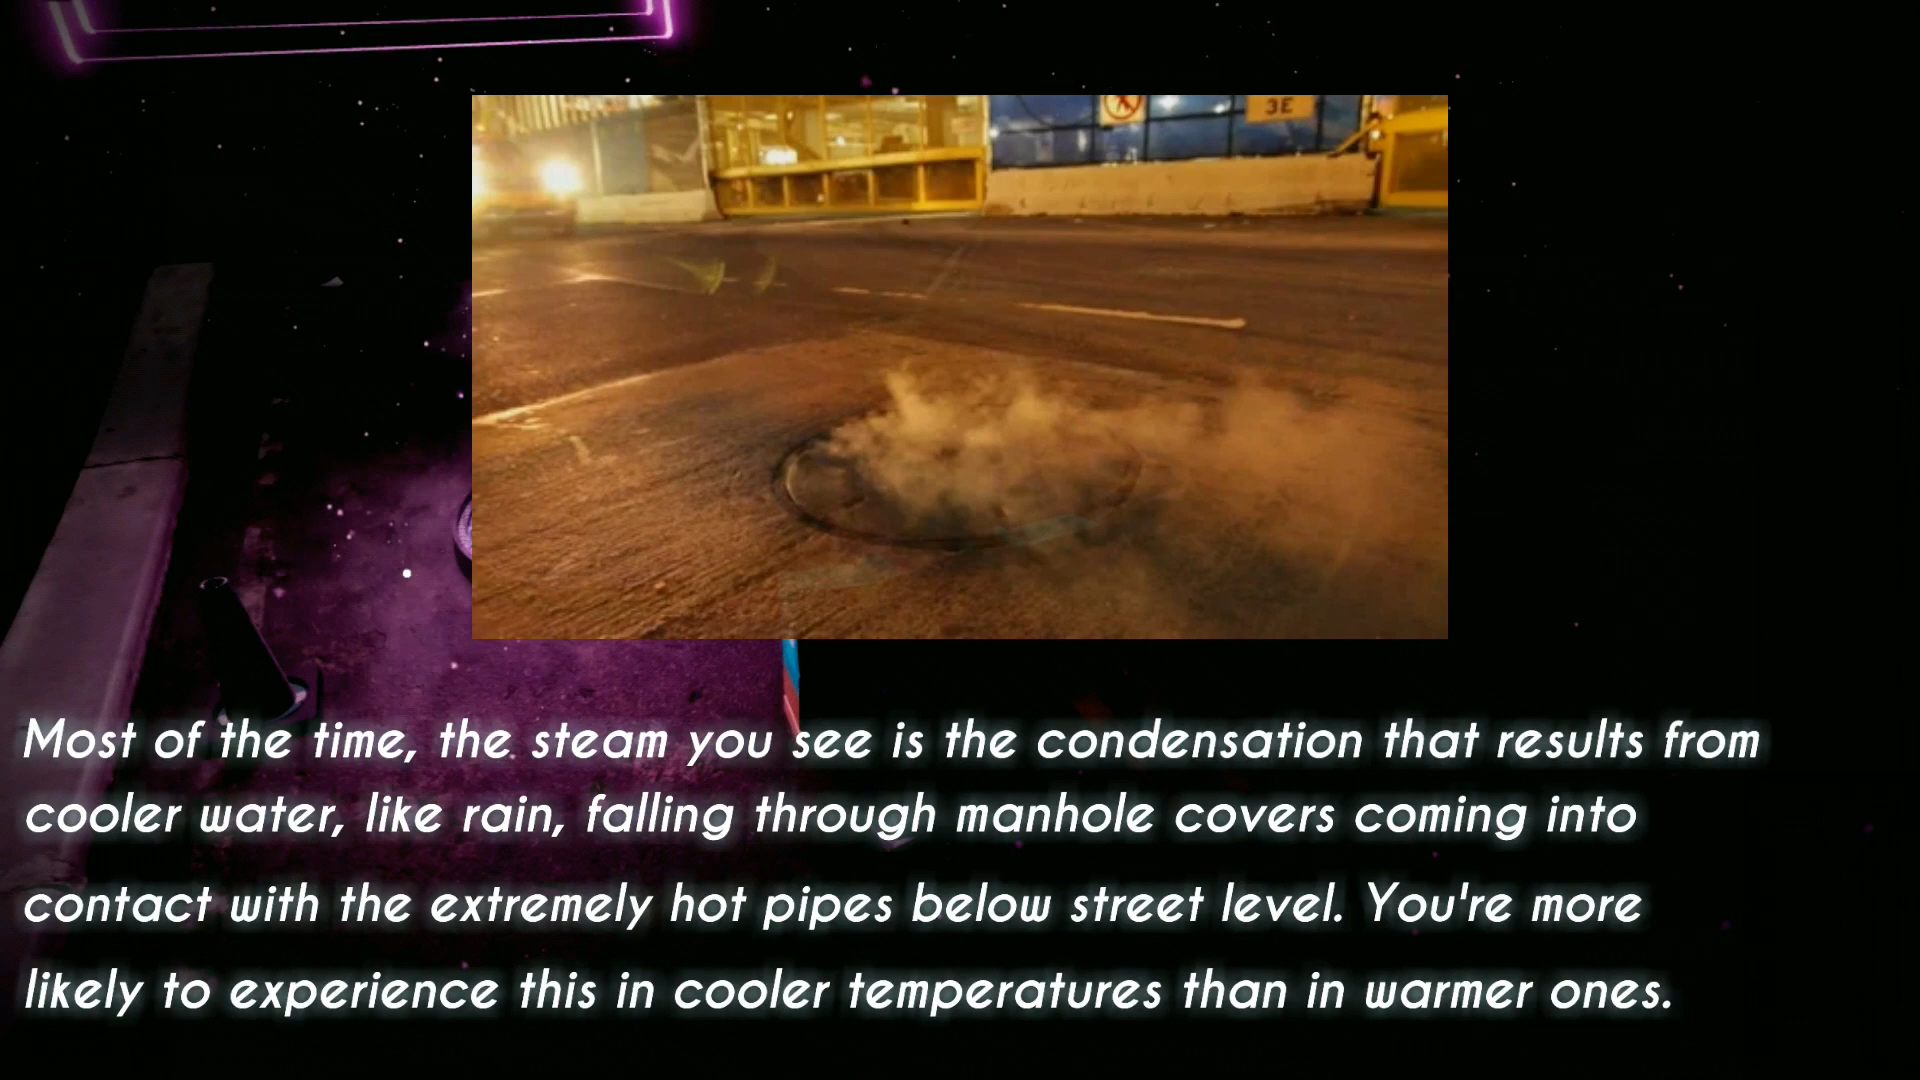 3E
Most of the time, the steam you see is the condensation that results from
cooler water, like rain, falling through manhole covers coming into
contact with the extremely hot pipes below street level. You're more
likely to experience this in cooler temperatures than in warmer ones.